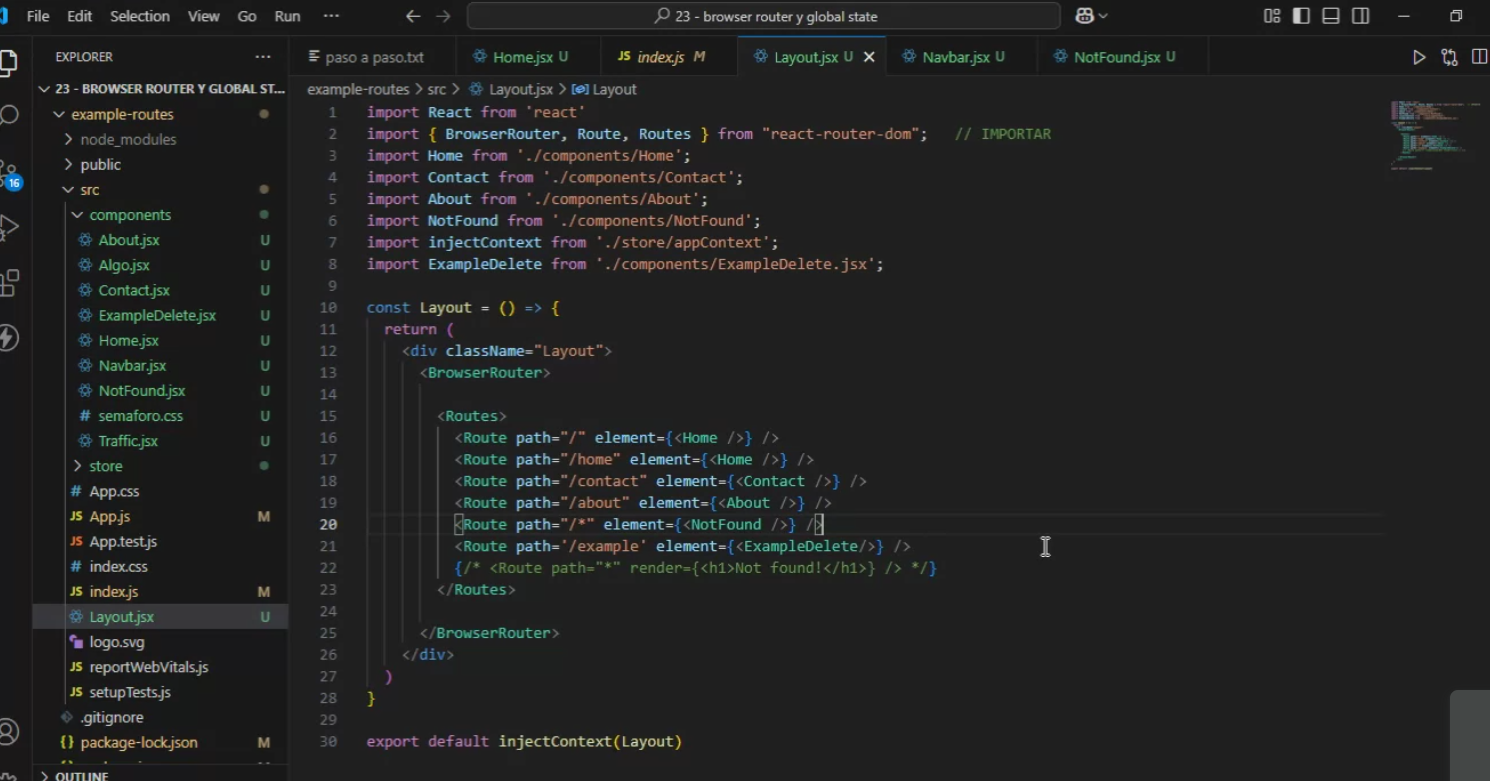 File Edit Selection View Go Run ··· 23 - browser router y global state
EXPLORER ···
23 - BROWSER ROUTER Y GLOBAL ST...
example-routes
node_modules
public
src
components
About.jsx U
Algo.jsx U
Contact.jsx U
ExampleDelete.jsx U
Home.jsx U
Navbar.jsx U
NotFound.jsx U
# semaforo.css U
Traffic.jsx U
store
# App.css
JS App.js M
JS App.test.js
# index.css
JS index.js M
Layout.jsx U
logo.svg
JS reportWebVitals.js
JS setupTests.js
.gitignore
{} package-lock.json M
OUTLINE
16
paso a paso.txt Home.jsx U JS index.js M Layout.jsx U Navbar.jsx U NotFound.jsx U
example-routes > src > Layout.jsx > Layout
1 import React from 'react'
2 import { BrowserRouter, Route, Routes } from "react-router-dom"; // IMPORTAR
3 import Home from './components/Home';
4 import Contact from './components/Contact';
5 import About from './components/About';
6 import NotFound from './components/NotFound';
7 import injectContext from './store/appContext';
8 import ExampleDelete from './components/ExampleDelete.jsx';
9
10 const Layout = () => {
11 return (
12 <div className="Layout">
13 <BrowserRouter>
14
15 <Routes>
16 <Route path="/" element={<Home />} />
17 <Route path="/home" element={<Home />} />
18 <Route path="/contact" element={<Contact />} />
19 <Route path="/about" element={<About />} />
20 <Route path="/*" element={<NotFound />} />
21 <Route path='/example' element={<ExampleDelete/>} />
22 {/* <Route path="*" render={<h1>Not found!</h1>} /> */}
23 </Routes>
24
25 </BrowserRouter>
26 </div>
27 )
28 }
29
30 export default injectContext(Layout)